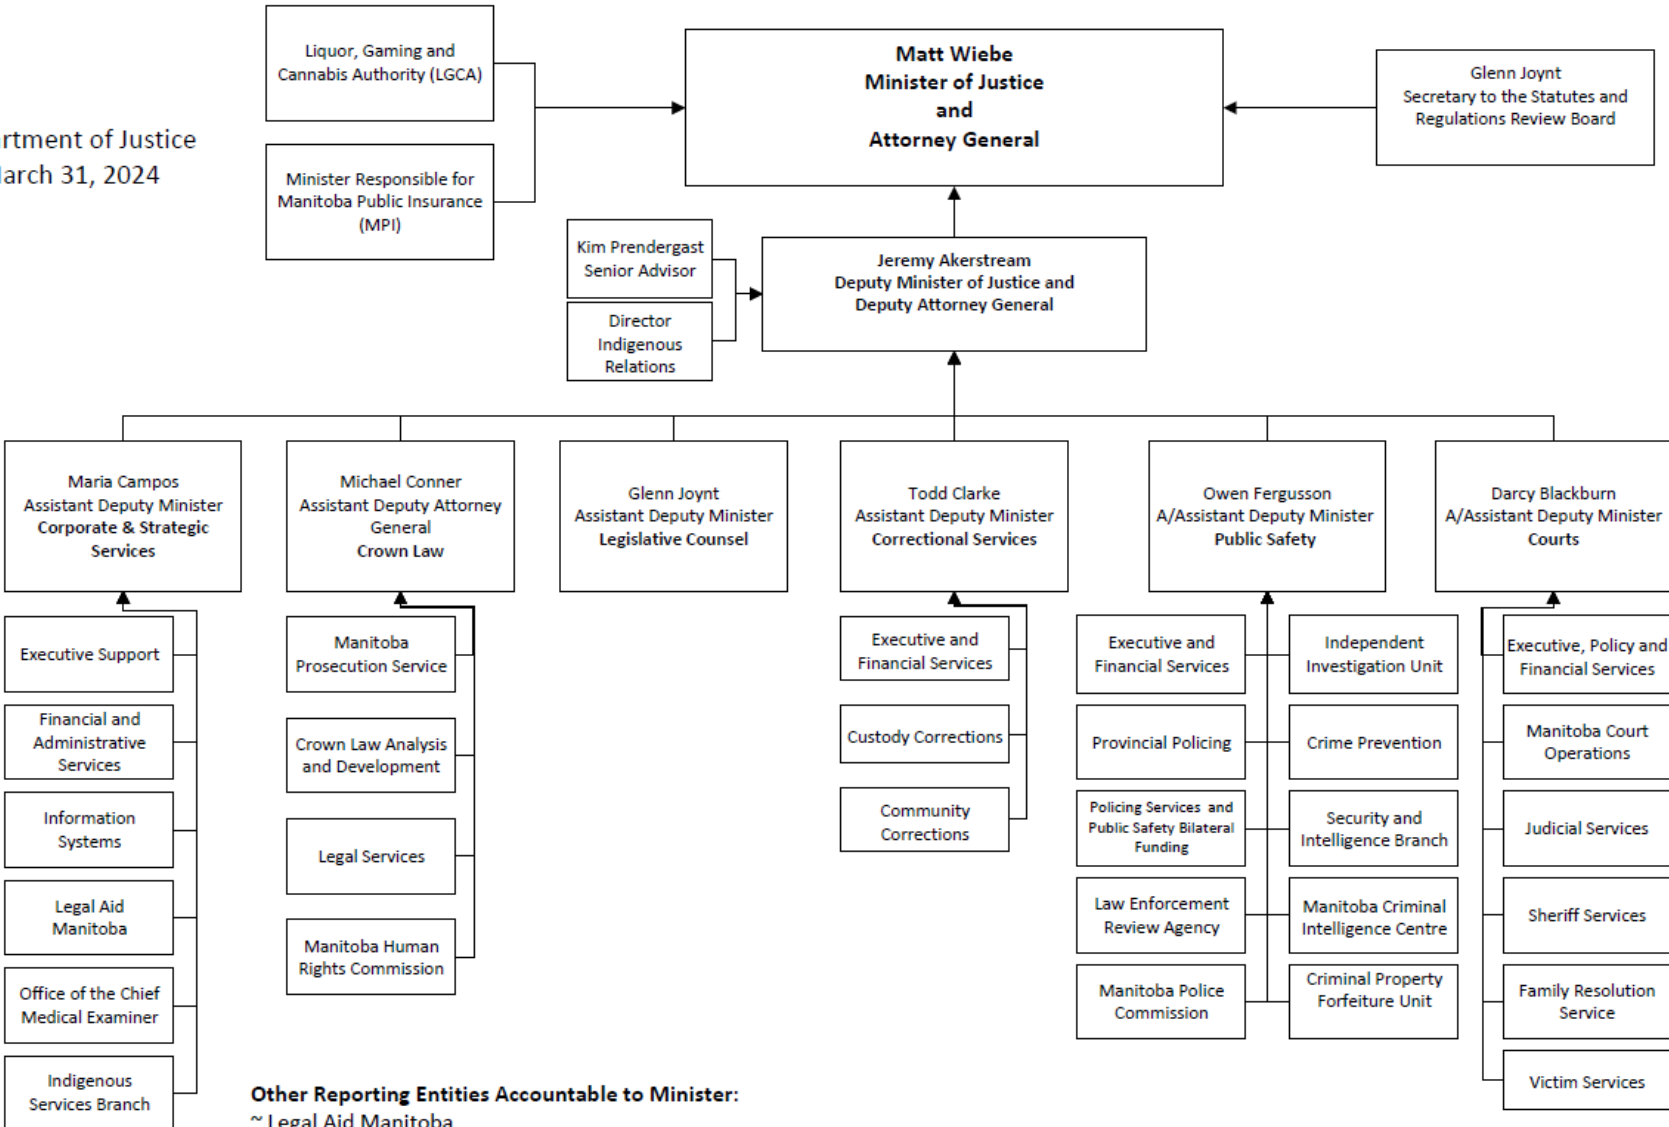 Liquor, Gaming and
Cannabis Authority (LGCA)
Matt Wiebe
Minister of Justice
and
Attorney General
Glenn Joynt
Secretary to the Statutes and
Regulations Review Board
rtment of Justice
arch 31, 2024
Minister Responsible for
Manitoba Public Insurance
(MPI)
Kim Prendergast
Senior Advisor
Director
Indigenous
Relations
Jeremy Akerstream
Deputy Minister of Justice and
Deputy Attorney General
Maria Campos
Assistant Deputy Minister
Corporate & Strategic
Services
Michael Conner
Assistant Deputy Attorney
General
Crown Law
Glenn Joynt
Assistant Deputy Minister
Legislative Counsel
Todd Clarke
Assistant Deputy Minister
Correctional Services
Owen Fergusson
A/Assistant Deputy Minister
Public Safety
Darcy Blackburn
A/Assistant Deputy Minister
Courts
Executive Support
Financial and
Administrative
Services
Information
Systems
Legal Aid
Manitoba
Office of the Chief
Medical Examiner
Indigenous
Services Branch
Manitoba
Prosecution Service
Crown Law Analysis
and Development
Legal Services
Manitoba Human
Rights Commission
Executive and
Financial Services
Custody Corrections
Community
Corrections
Executive and
Financial Services
Provincial Policing
Policing Services and
Public Safety Bilateral
Funding
Law Enforcement
Review Agency
Manitoba Police
Commission
Independent
Investigation Unit
Crime Prevention
Security and
Intelligence Branch
Manitoba Criminal
Intelligence Centre
Criminal Property
Forfeiture Unit
Executive, Policy and
Financial Services
Manitoba Court
Operations
Judicial Services
Sheriff Services
Family Resolution
Service
Victim Services
Other Reporting Entities Accountable to Minister:
~ Legal Aid Manitoba